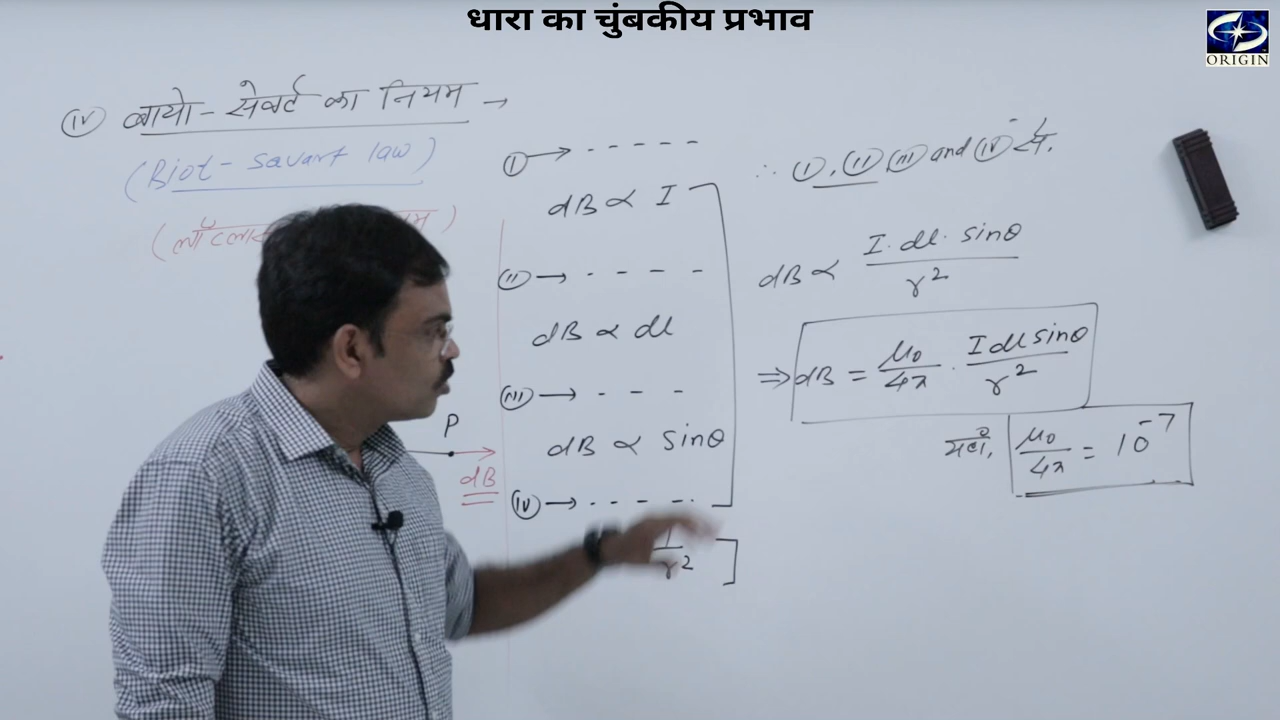 धारा का चुंबकीय प्रभाव
ORIGIN
(iv) बायो-सेवर्ट का नियम →
(Biot-Savart law)
(लॉप्लास
P
dB
(i) → - - - - -
dB ∝ I
(ii) → - - - -
dB ∝ dl
(iii) → - - -
dB ∝ sinθ
(iv) → - - - -
r²
∴ (i), (ii) (iii) and (iv) से,
dB ∝ I·dl·sinθ / r²
⇒ dB = μ₀/4π · I dl sinθ / r²
यहाँ, μ₀/4π = 10⁻⁷